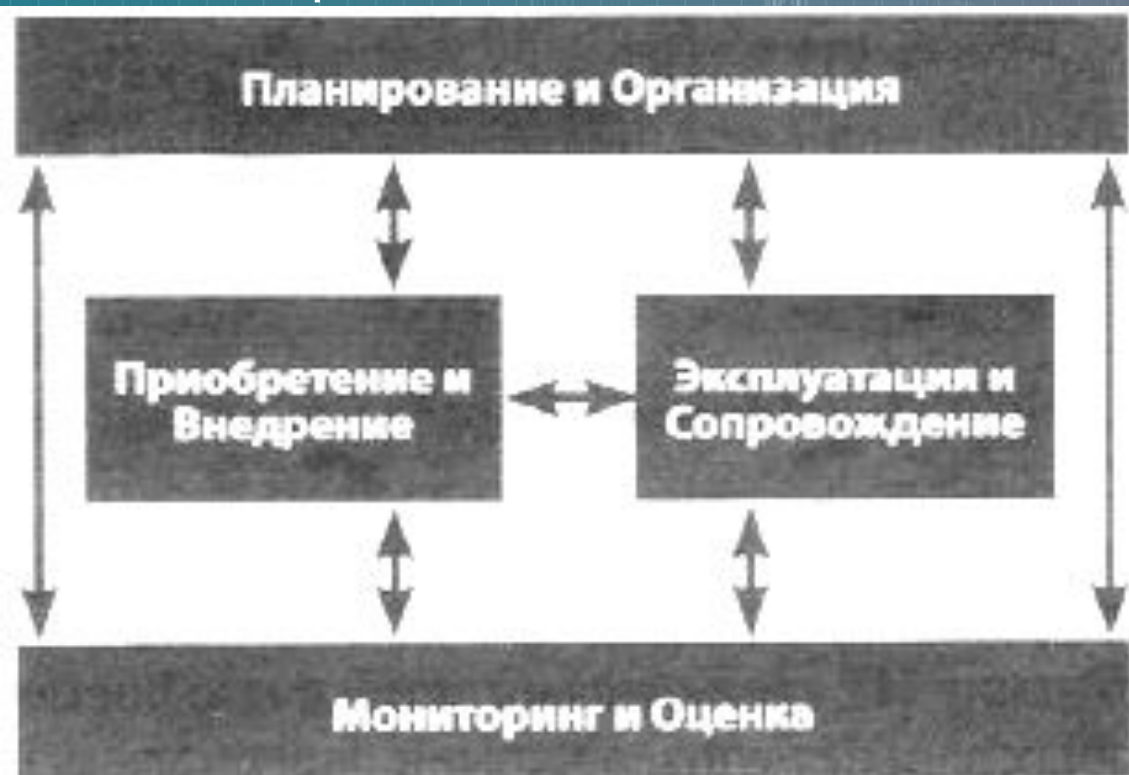 Планирование и Организация
Приобретение и
Внедрение
Эксплуатация и
Сопровождение
Мониторинг и Оценка